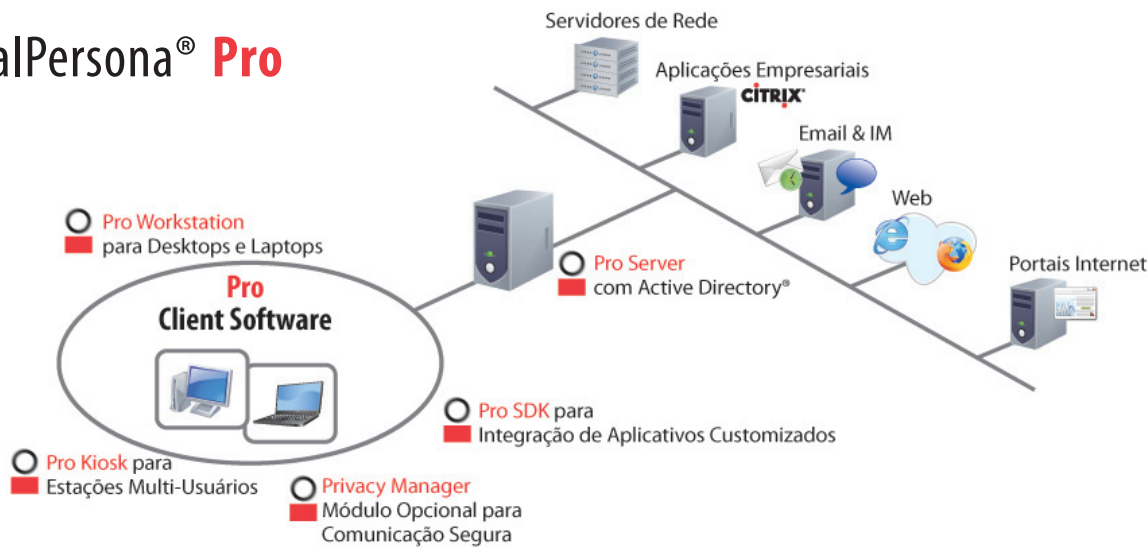 alPersona® Pro
Servidores de Rede
Aplicações Empresariais
CITRIX®
Email & IM
Web
Portais Internet
Pro Workstation
para Desktops e Laptops
Pro Server
com Active Directory®
Pro
Client Software
Pro SDK para
Integração de Aplicativos Customizados
Pro Kiosk para
Estações Multi-Usuários
Privacy Manager
Módulo Opcional para
Comunicação Segura